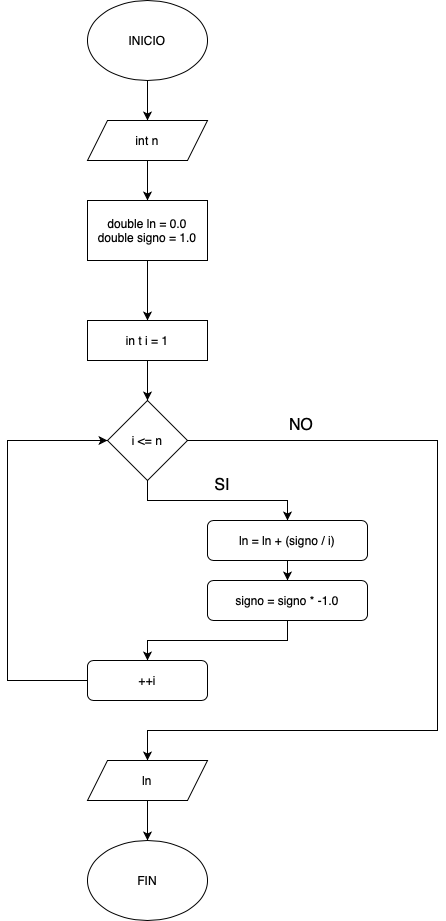 INICIO
int n
double ln = 0.0
double signo = 1.0
in t i = 1
i <= n
NO
SI
ln = ln + (signo / i)
signo = signo * -1.0
++i
ln
FIN